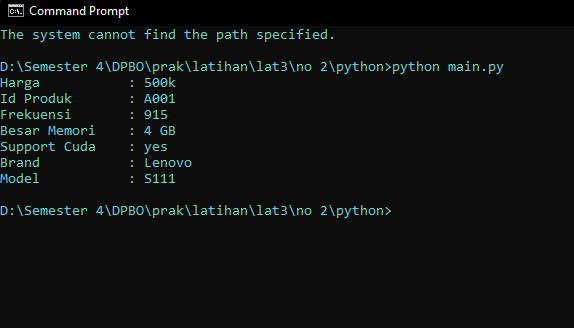 Command Prompt
The system cannot find the path specified.
D:\Semester 4\DPBO\prak\latihan\lat3\no 2\python>python main.py
Harga           : 500k
Id Produk       : A001
Frekuensi       : 915
Besar Memori    : 4 GB
Support Cuda    : yes
Brand           : Lenovo
Model           : S111
D:\Semester 4\DPBO\prak\latihan\lat3\no 2\python>